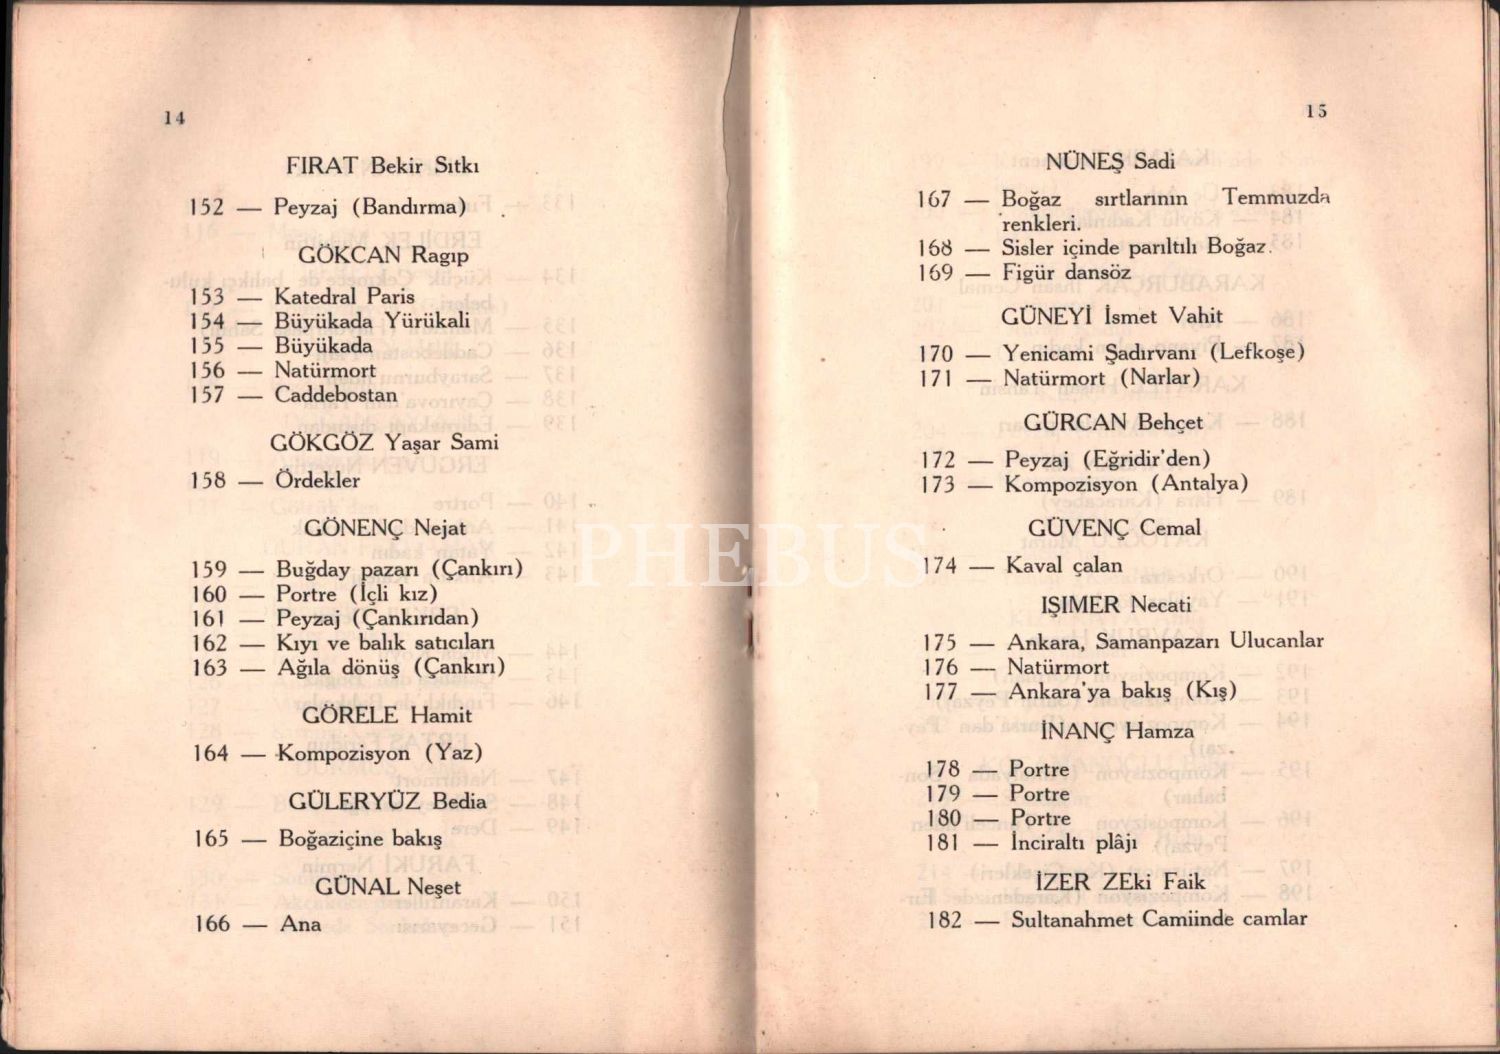 14
FIRAT Bekir Sıtkı
152 — Peyzaj (Bandırma)
GÖKCAN Ragıp
153 — Katedral Paris
154 — Büyükada Yürükali
155 — Büyükada
156 — Natürmort
157 — Caddebostan
GÖKGÖZ Yaşar Sami
158 — Ördekler
GÖNENÇ Nejat
159 — Buğday pazarı (Çankırı)
160 — Portre (İçli kız)
161 — Peyzaj (Çankırıdan)
162 — Kıyı ve balık satıcıları
163 — Ağıla dönüş (Çankırı)
GÖRELE Hamit
164 — Kompozisyon (Yaz)
GÜLERYÜZ Bedia
165 — Boğaziçine bakış
GÜNAL Neşet
166 — Ana
15
NÜNEŞ Sadi
167 — Boğaz sırtlarının Temmuzda
renkleri.
168 — Sisler içinde parıltılı Boğaz.
169 — Figür dansöz
GÜNEYİ İsmet Vahit
170 — Yenicami Şadırvanı (Lefkoşe)
171 — Natürmort (Narlar)
GÜRCAN Behçet
172 — Peyzaj (Eğridir'den)
173 — Kompozisyon (Antalya)
GÜVENÇ Cemal
174 — Kaval çalan
IŞIMER Necati
175 — Ankara, Samanpazarı Ulucanlar
176 — Natürmort
177 — Ankara'ya bakış (Kış)
İNANÇ Hamza
178 — Portre
179 — Portre
180 — Portre
181 — İnciraltı plâjı
İZER ZEki Faik
182 — Sultanahmet Camiinde camlar
PHEBUS